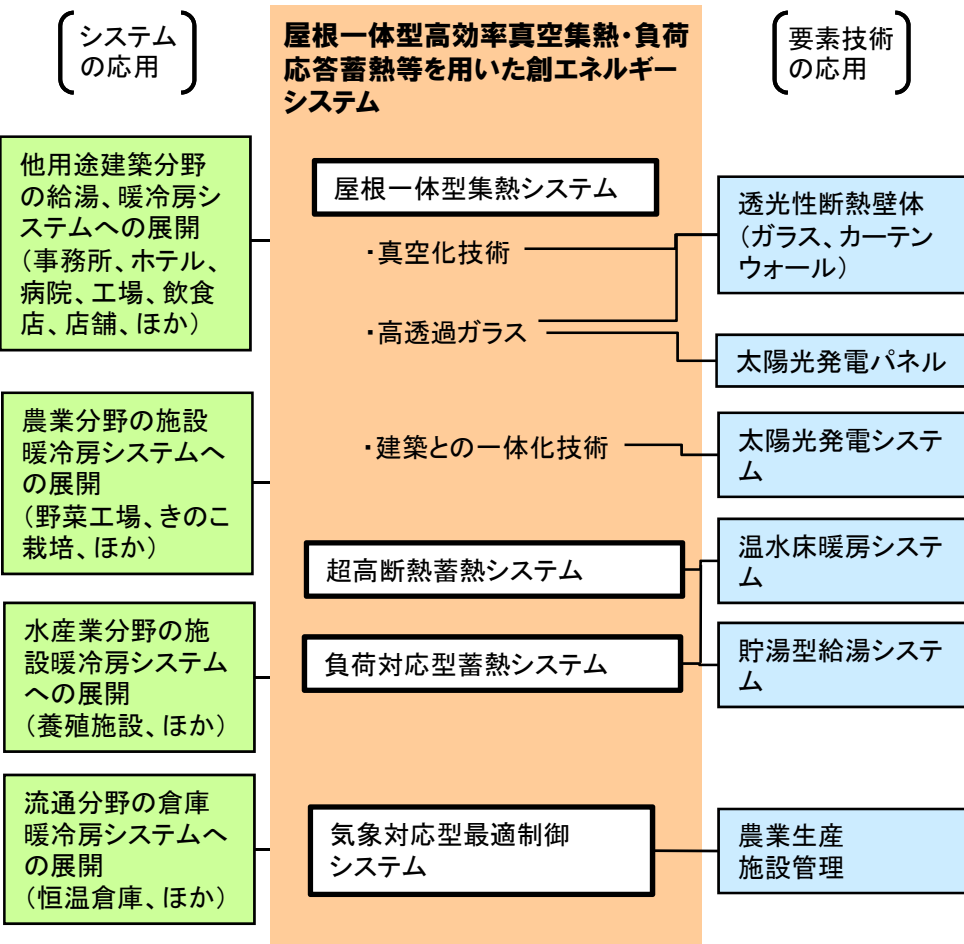 システム
の応用
屋根一体型高効率真空集熱・負荷
応答蓄熱等を用いた創エネルギー
システム
要素技術
の応用
他用途建築分野
の給湯、暖冷房シ
ステムへの展開
（事務所、ホテル、
病院、工場、飲食
店、店舗、ほか）
農業分野の施設
暖冷房システムへ
の展開
（野菜工場、きのこ
栽培、ほか）
水産業分野の施
設暖冷房システム
への展開
（養殖施設、ほか）
流通分野の倉庫
暖冷房システムへ
の展開
（恒温倉庫、ほか）
屋根一体型集熱システム
・真空化技術
・高透過ガラス
・建築との一体化技術
超高断熱蓄熱システム
負荷対応型蓄熱システム
気象対応型最適制御
システム
透光性断熱壁体
（ガラス、カーテン
ウォール）
太陽光発電パネル
太陽光発電システ
ム
温水床暖房システ
ム
貯湯型給湯システ
ム
農業生産
施設管理